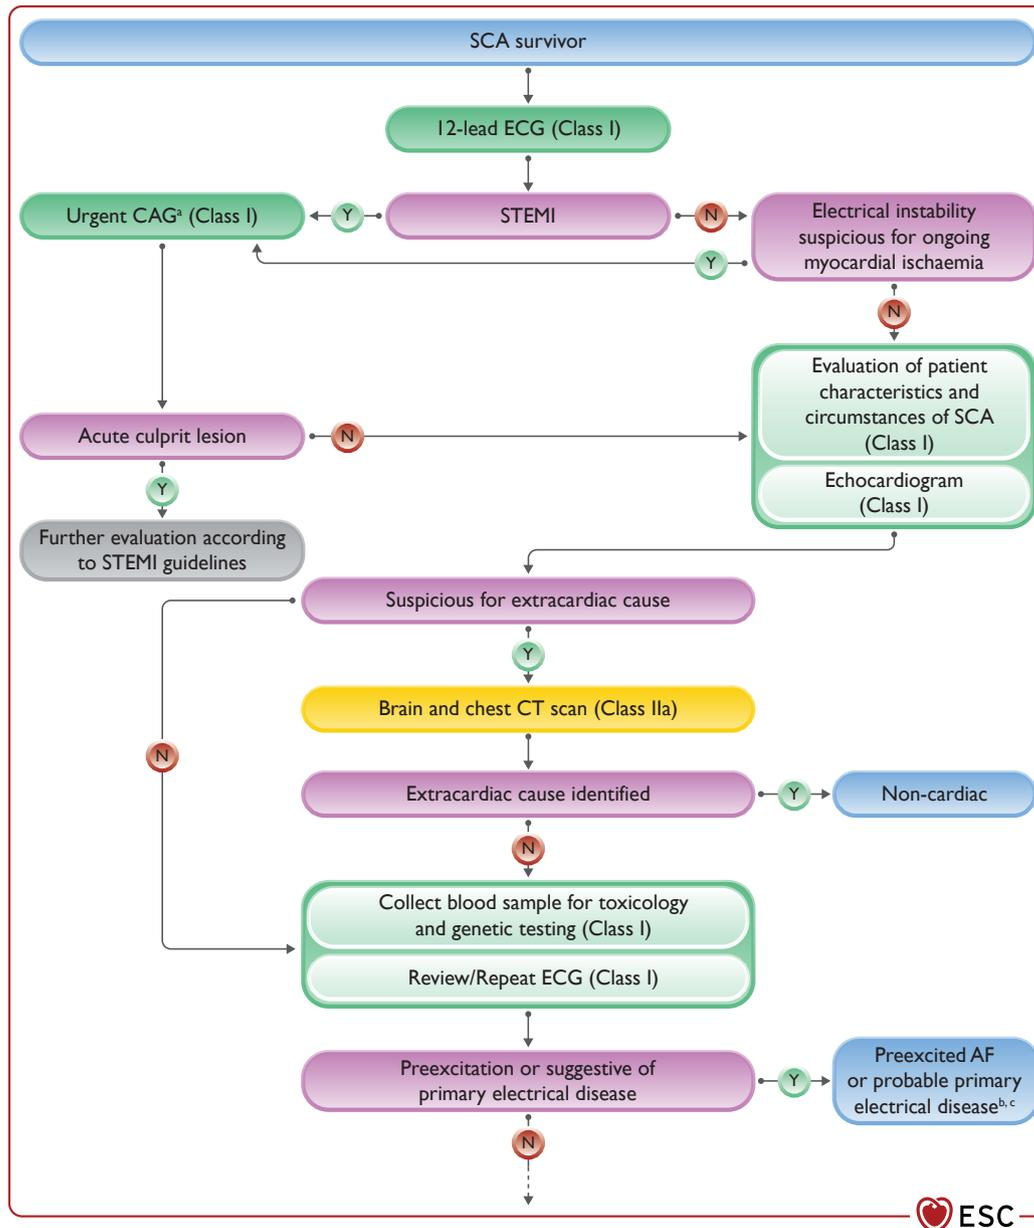 SCA survivor
12-lead ECG (Class I)
Urgent CAGᵃ (Class I)
Y
STEMI
N
Electrical instability
suspicious for ongoing
myocardial ischaemia
Y
N
Evaluation of patient
characteristics and
circumstances of SCA
(Class I)
Echocardiogram
(Class I)
Acute culprit lesion
N
Y
Further evaluation according
to STEMI guidelines
Suspicious for extracardiac cause
Y
Brain and chest CT scan (Class IIa)
N
Extracardiac cause identified
Y
Non-cardiac
N
Collect blood sample for toxicology
and genetic testing (Class I)
Review/Repeat ECG (Class I)
Preexcitation or suggestive of
primary electrical disease
Y
Preexcited AF
or probable primary
electrical diseaseᵇ, ᶜ
N
ESC